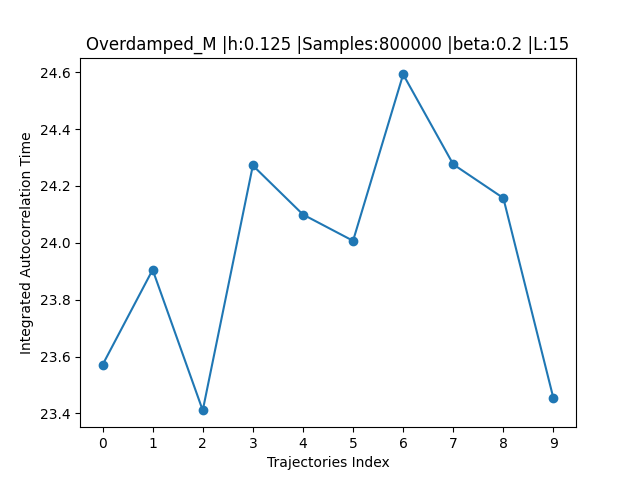 Overdamped_M |h:0.125 |Samples:800000 |beta:0.2 |L:15
24.6
24.4
24.2
24.0
23.8
23.6
23.4
Integrated Autocorrelation Time
0 1 2 3 4 5 6 7 8 9
Trajectories Index